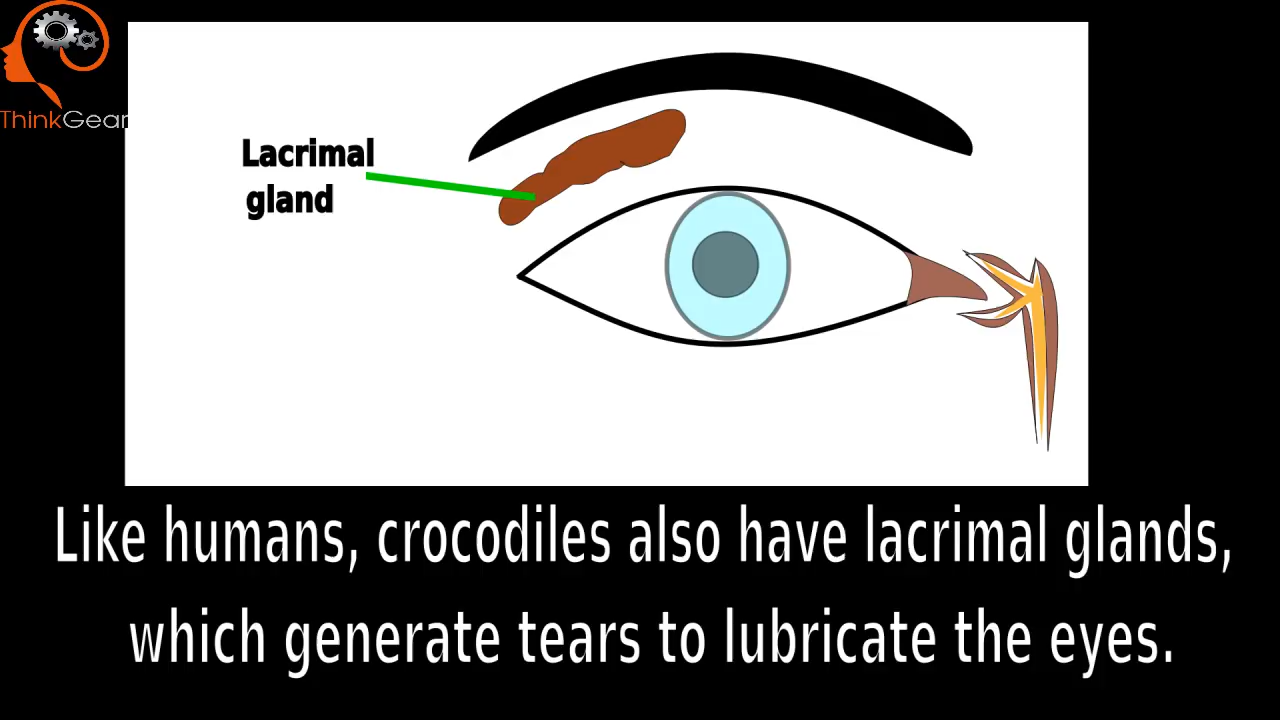 ThinkGear
Lacrimal
gland
Like humans, crocodiles also have lacrimal glands,
which generate tears to lubricate the eyes.